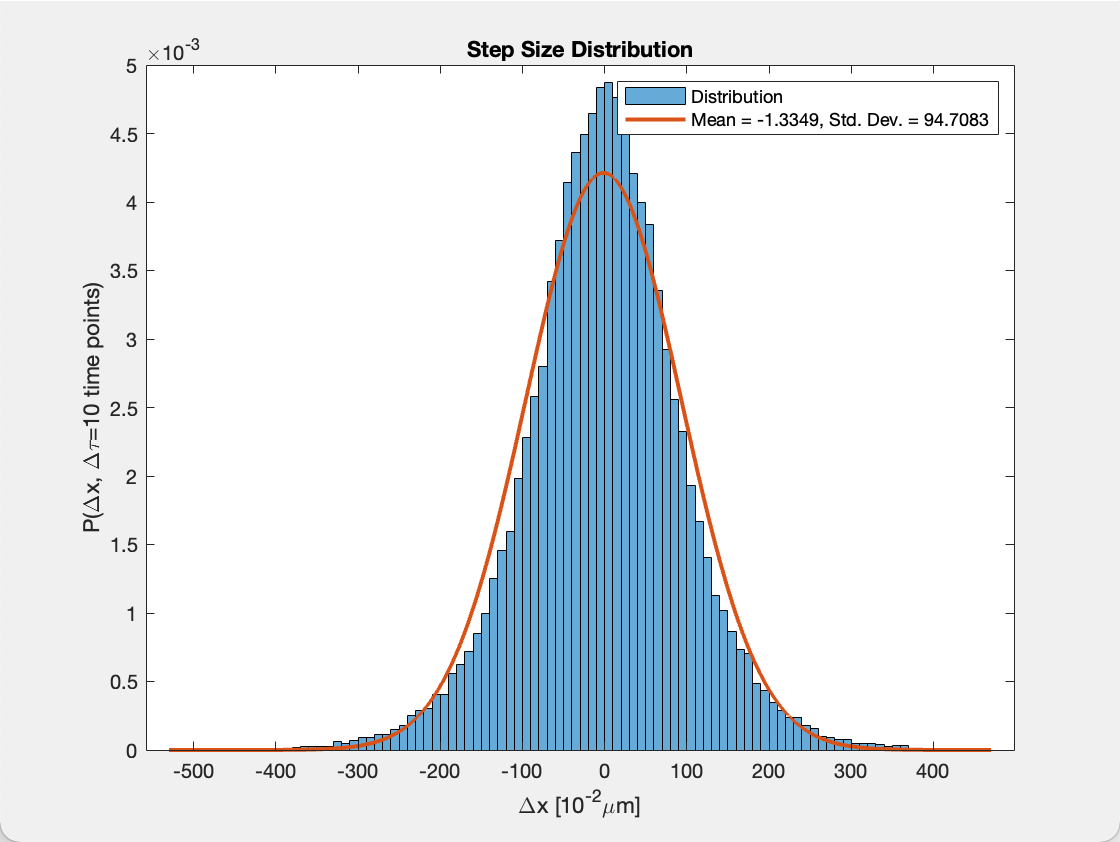 Step Size Distribution
×10⁻³
Distribution
Mean = -1.3349, Std. Dev. = 94.7083
5
4.5
4
3.5
3
2.5
2
1.5
1
0.5
0
P(Δx, Δτ=10 time points)
-500 -400 -300 -200 -100 0 100 200 300 400
Δx [10⁻²μm]